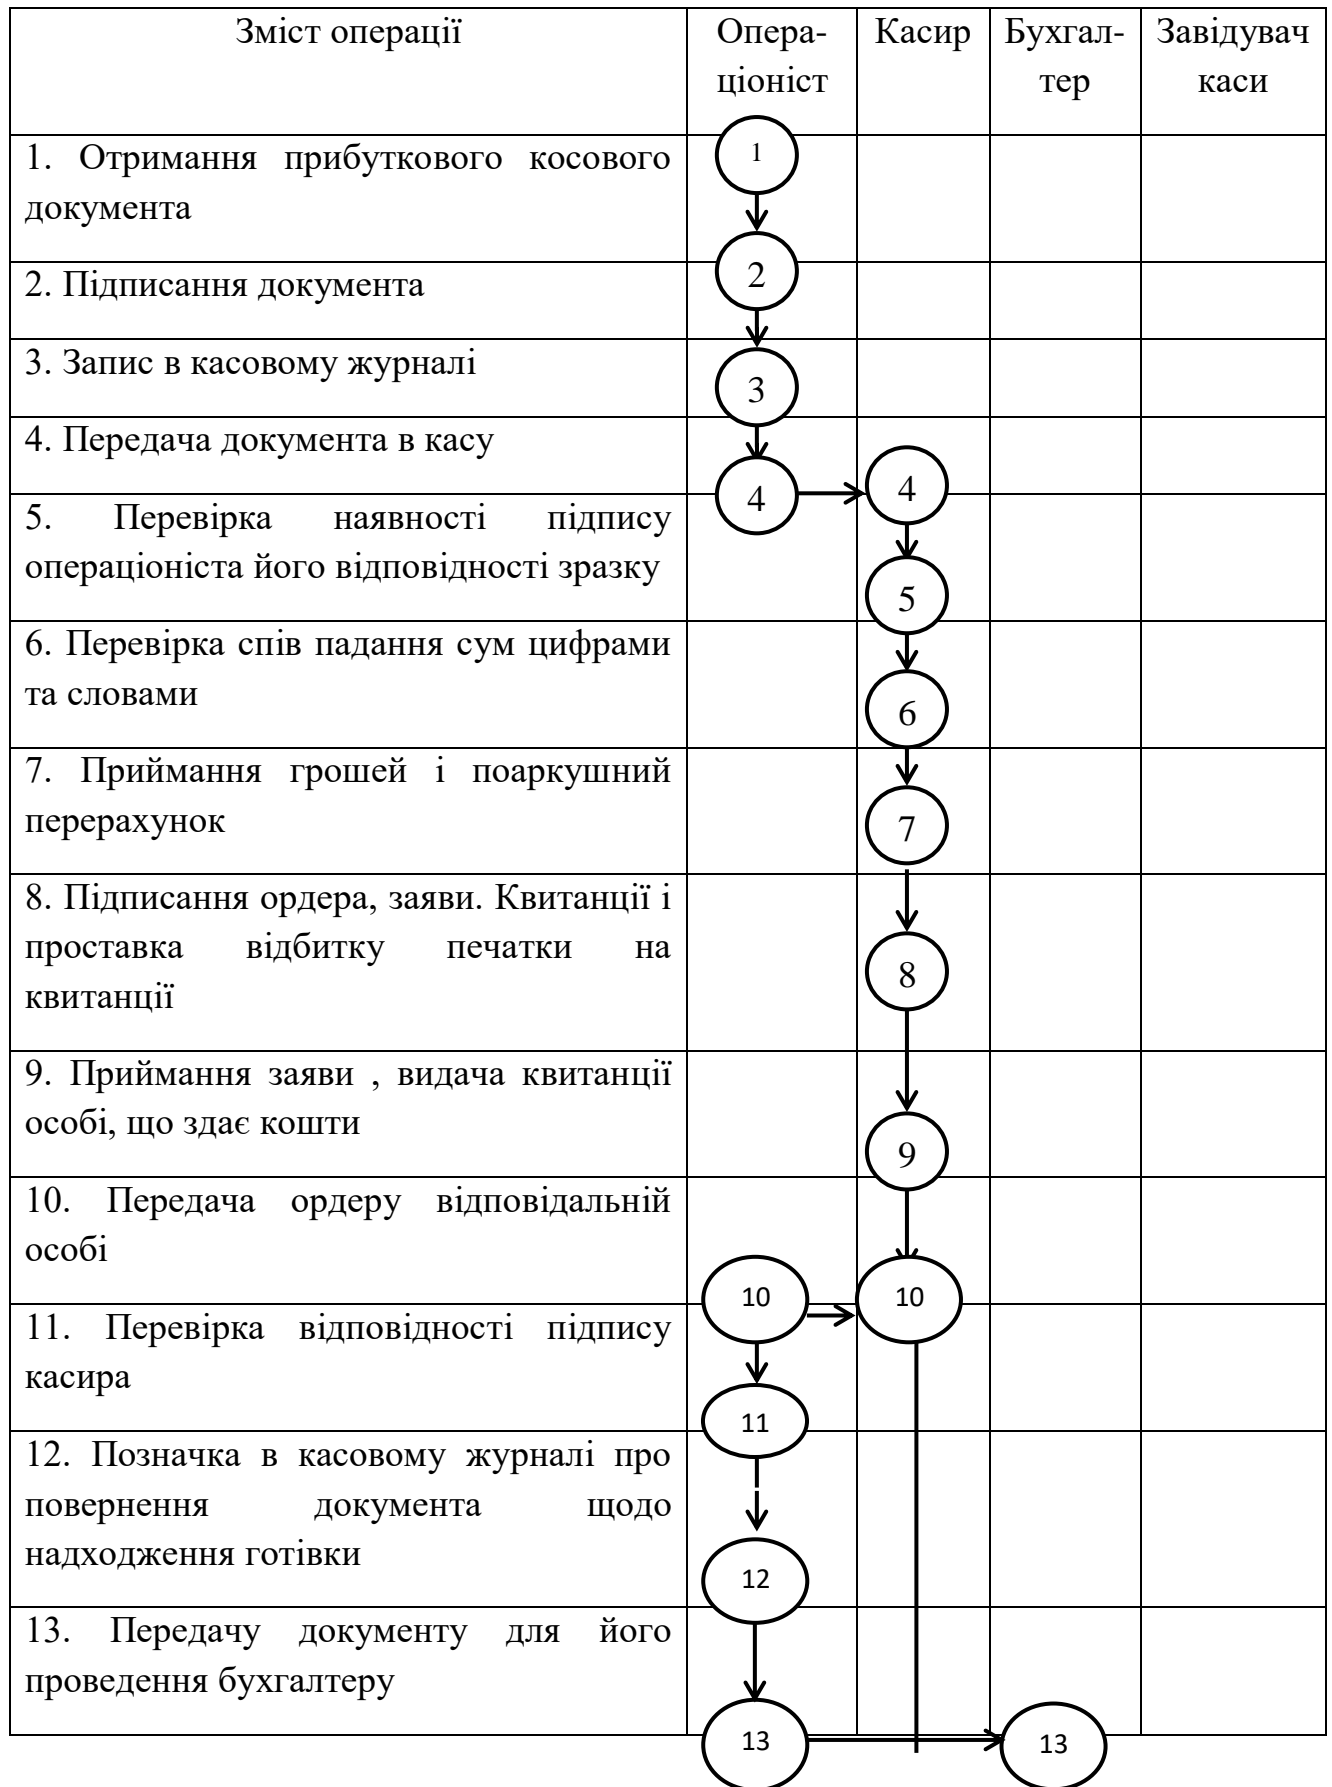 Зміст операції
Опера-
ціоніст
Касир
Бухгал-
тер
Завідувач
каси
1. Отримання прибуткового косового
документа
1
2. Підписання документа
2
3. Запис в касовому журналі
3
4. Передача документа в касу
4
4
5. Перевірка наявності підпису
операціоніста його відповідності зразку
5
6. Перевірка спів падання сум цифрами
та словами
6
7. Приймання грошей і поаркушний
перерахунок
7
8. Підписання ордера, заяви. Квитанції і
проставка відбитку печатки на
квитанції
8
9. Приймання заяви , видача квитанції
особі, що здає кошти
9
10. Передача ордеру відповідальній
особі
10
10
11. Перевірка відповідності підпису
касира
11
12. Позначка в касовому журналі про
повернення документа щодо
надходження готівки
12
13. Передачу документу для його
проведення бухгалтеру
13
13